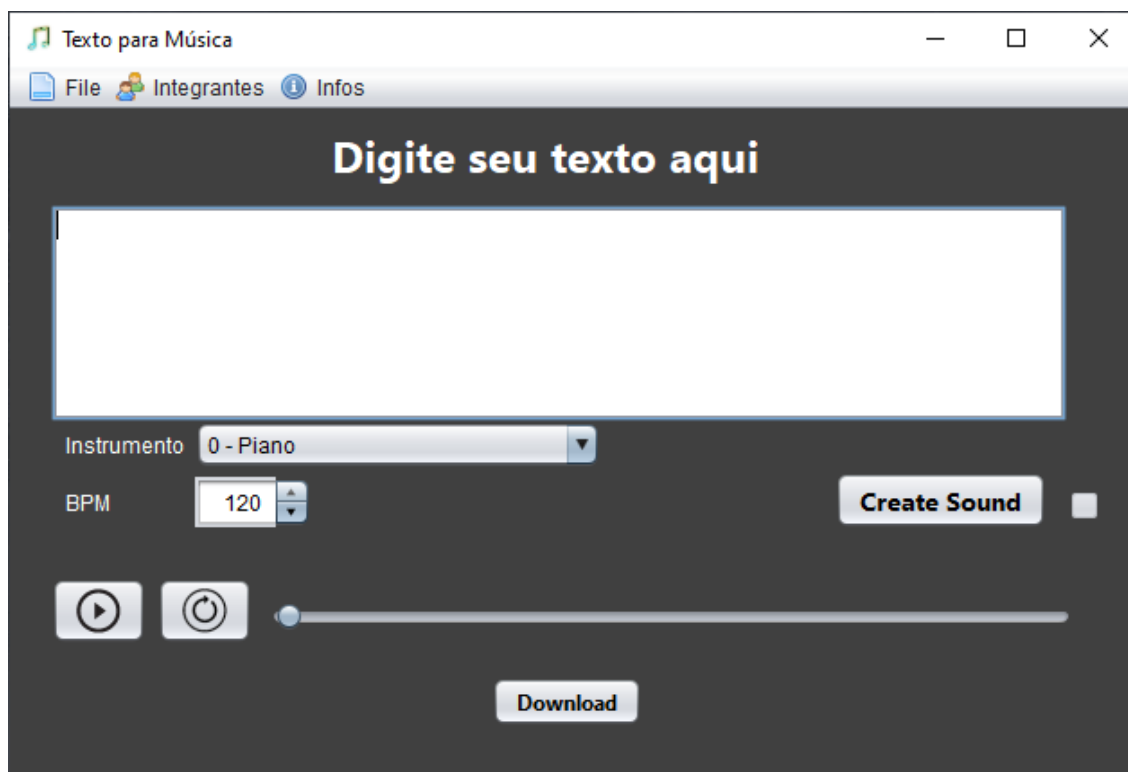 Texto para Música
File Integrantes Infos
Digite seu texto aqui
Instrumento 0 - Piano
BPM 120
Create Sound
Download